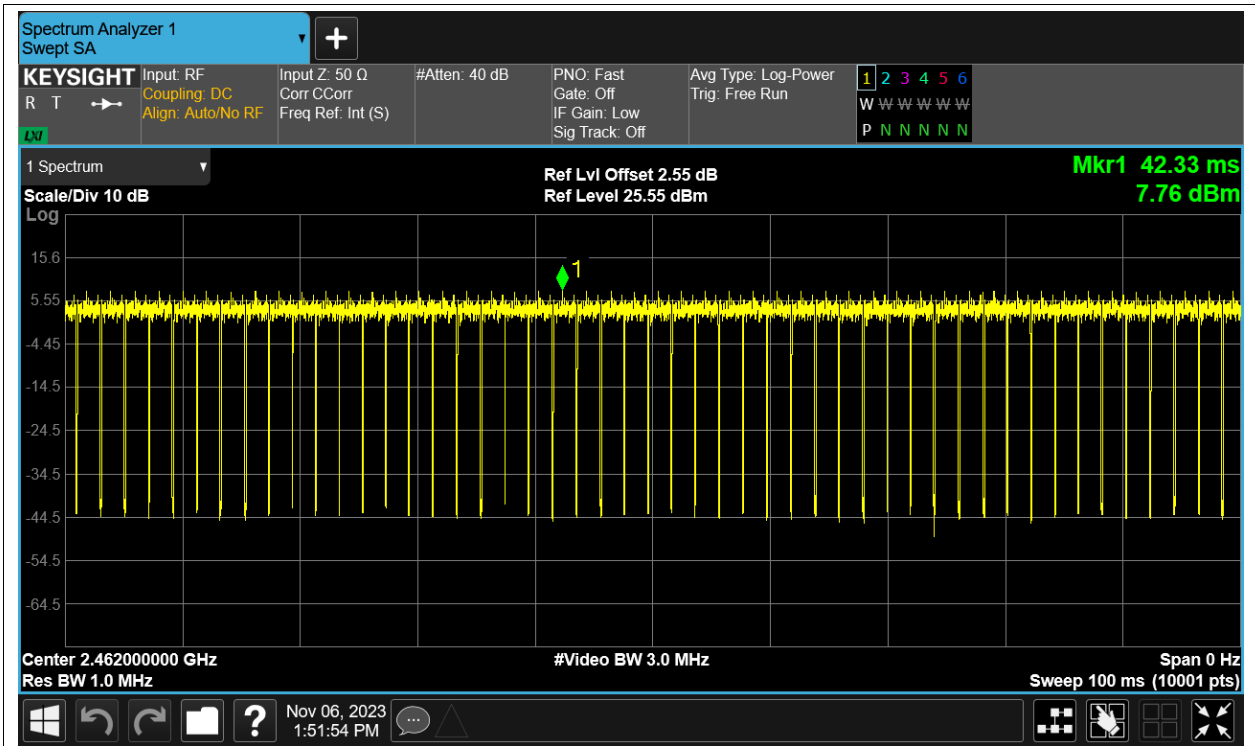 Spectrum Analyzer 1
Swept SA
KEYSIGHT
R T
LXI
Input: RF
Coupling: DC
Align: Auto/No RF
Input Z: 50 Ω
Corr CCorr
Freq Ref: Int (S)
#Atten: 40 dB
PNO: Fast
Gate: Off
IF Gain: Low
Sig Track: Off
Avg Type: Log-Power
Trig: Free Run
1 2 3 4 5 6
W W W W W W
P N N N N N
1 Spectrum
Scale/Div 10 dB
Log
Ref Lvl Offset 2.55 dB
Ref Level 25.55 dBm
Mkr1 42.33 ms
7.76 dBm
15.6
1
5.55
-4.45
-14.5
-24.5
-34.5
-44.5
-54.5
-64.5
Center 2.462000000 GHz
#Video BW 3.0 MHz
Span 0 Hz
Res BW 1.0 MHz
Sweep 100 ms (10001 pts)
?
Nov 06, 2023
1:51:54 PM